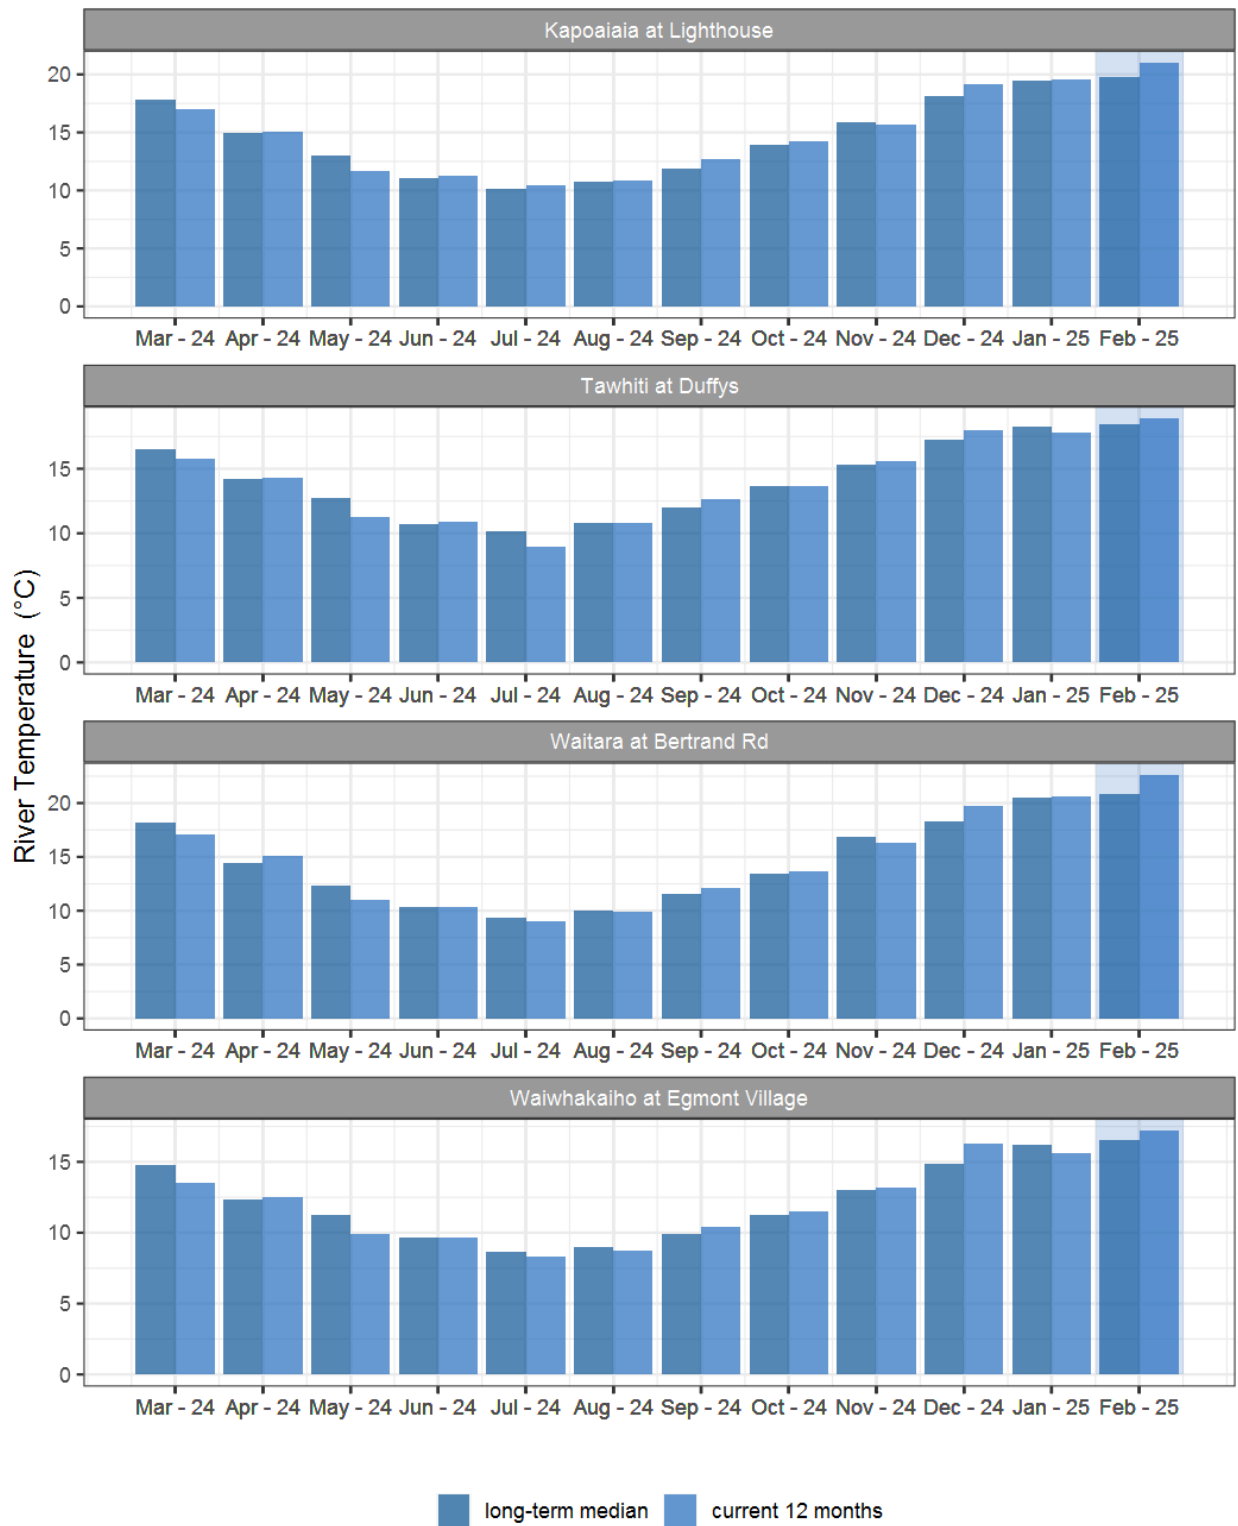 Kapoaiaia at Lighthouse
20
15
10
5
0
Mar - 24 Apr - 24 May - 24 Jun - 24 Jul - 24 Aug - 24 Sep - 24 Oct - 24 Nov - 24 Dec - 24 Jan - 25 Feb - 25
Tawhiti at Duffys
15
10
5
0
Mar - 24 Apr - 24 May - 24 Jun - 24 Jul - 24 Aug - 24 Sep - 24 Oct - 24 Nov - 24 Dec - 24 Jan - 25 Feb - 25
River Temperature (°C)
Waitara at Bertrand Rd
20
15
10
5
0
Mar - 24 Apr - 24 May - 24 Jun - 24 Jul - 24 Aug - 24 Sep - 24 Oct - 24 Nov - 24 Dec - 24 Jan - 25 Feb - 25
Waiwhakaiho at Egmont Village
15
10
5
0
Mar - 24 Apr - 24 May - 24 Jun - 24 Jul - 24 Aug - 24 Sep - 24 Oct - 24 Nov - 24 Dec - 24 Jan - 25 Feb - 25
long-term median current 12 months